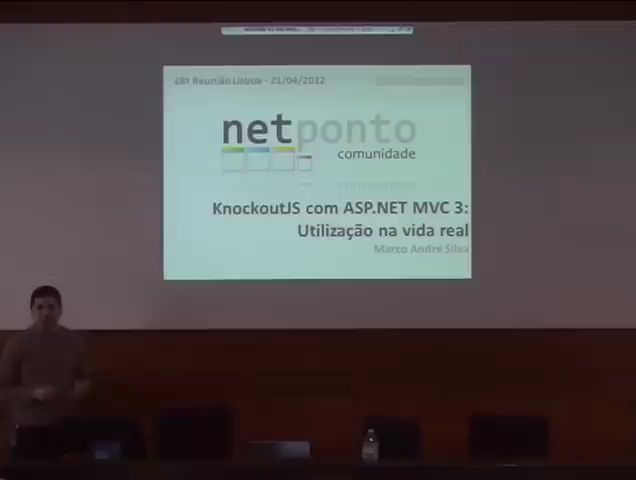 28ª Reunião Lisboa - 21/04/2012
netponto
comunidade
KnockoutJS com ASP.NET MVC 3:
Utilização na vida real
Marco André Silva